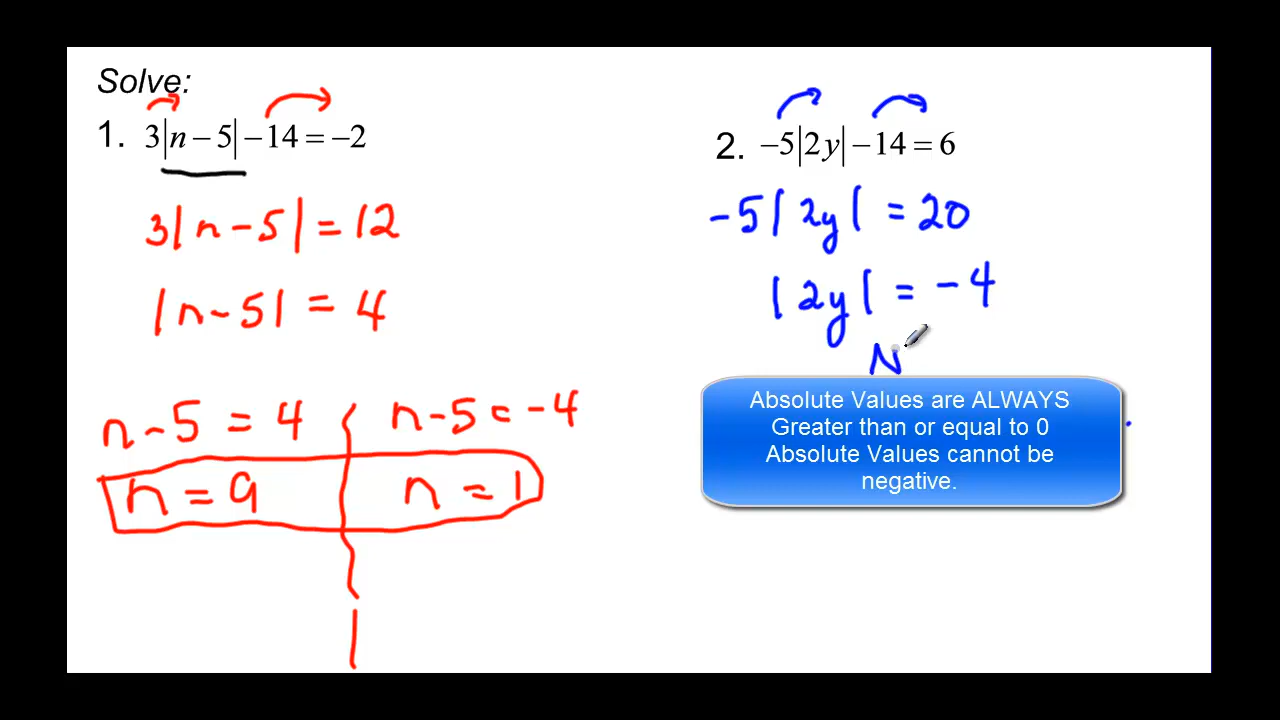 Solve:
1. 3|n − 5| − 14 = −2
3|n − 5| = 12
|n − 5| = 4
n − 5 = 4
n − 5 = −4
n = 9
n = 1
2. −5|2y| − 14 = 6
−5|2y| = 20
|2y| = −4
N
Absolute Values are ALWAYS
Greater than or equal to 0
Absolute Values cannot be
negative.